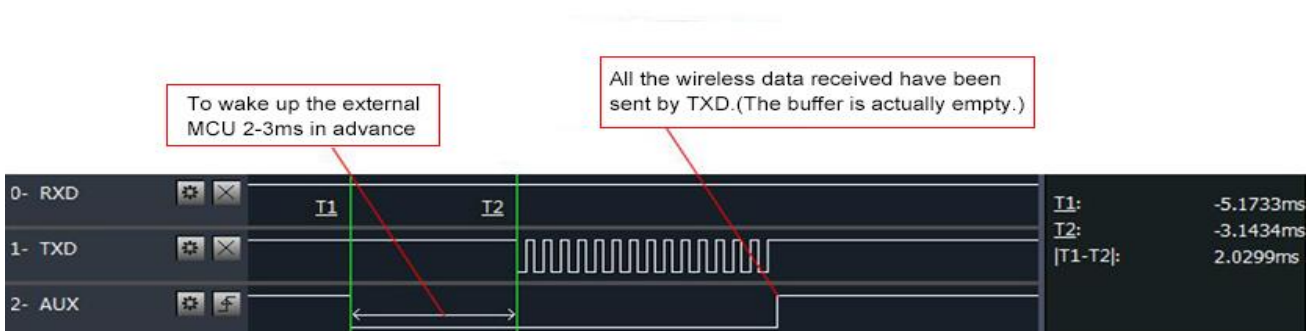 To wake up the external
MCU 2-3ms in advance
All the wireless data received have been
sent by TXD.(The buffer is actually empty.)
0- RXD
T1
T2
T1: -5.1733ms
T2: -3.1434ms
|T1-T2|: 2.0299ms
1- TXD
2- AUX